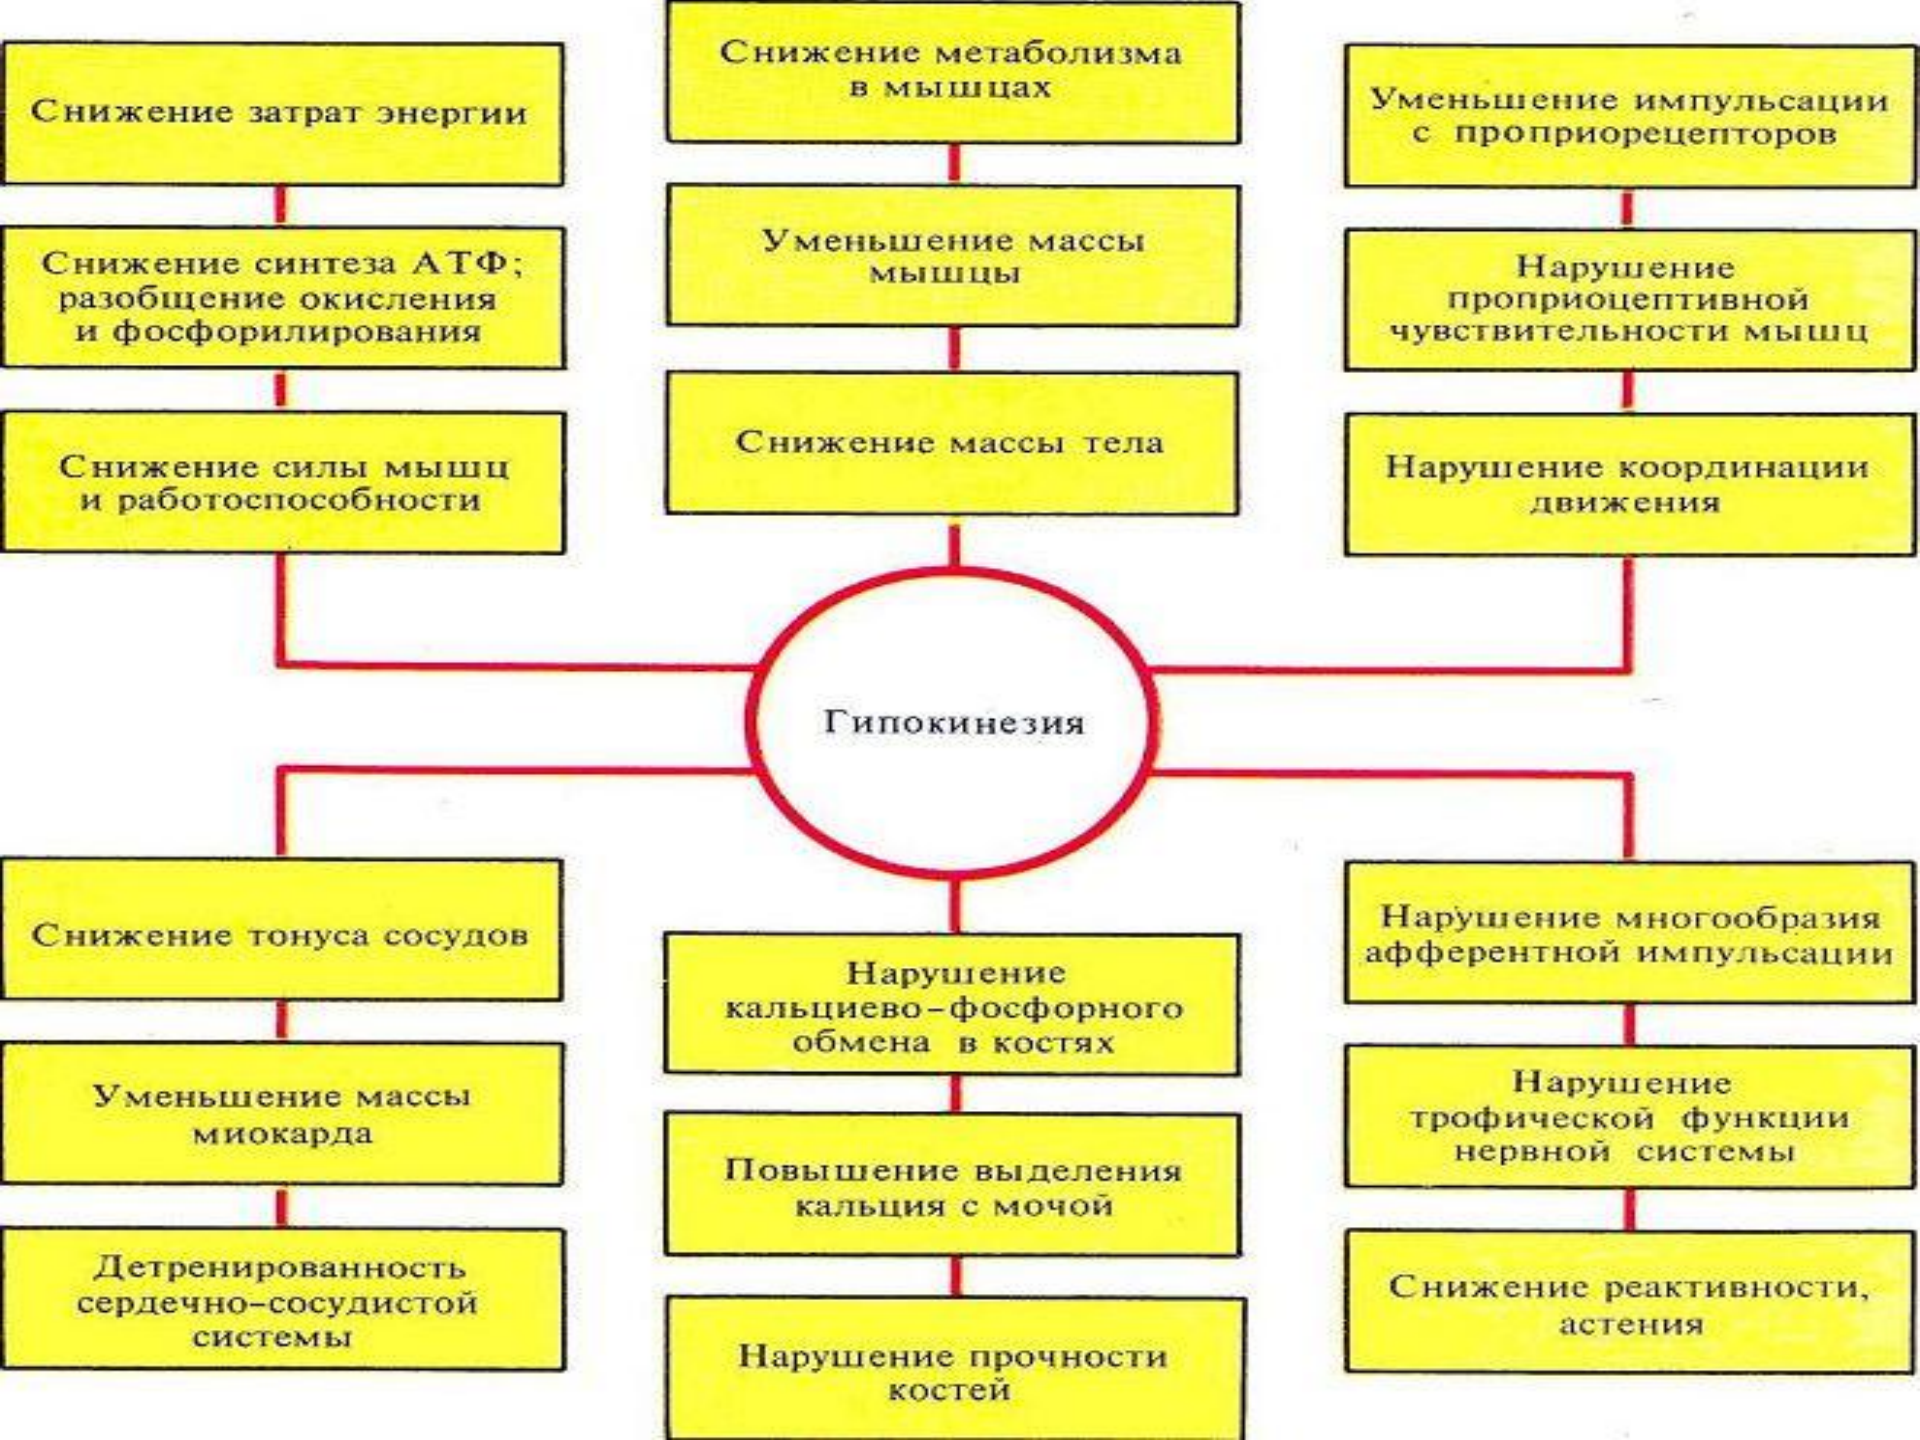 Снижение затрат энергии
Снижение синтеза АТФ;
разобщение окисления
и фосфорилирования
Снижение силы мышц
и работоспособности
Снижение метаболизма
в мышцах
Уменьшение массы
мышцы
Снижение массы тела
Уменьшение импульсации
с проприорецепторов
Нарушение
проприоцептивной
чувствительности мышц
Нарушение координации
движения
Гипокинезия
Снижение тонуса сосудов
Уменьшение массы
миокарда
Детренированность
сердечно-сосудистой
системы
Нарушение
кальциево-фосфорного
обмена в костях
Повышение выделения
кальция с мочой
Нарушение прочности
костей
Нарушение многообразия
афферентной импульсации
Нарушение
трофической функции
нервной системы
Снижение реактивности,
астения